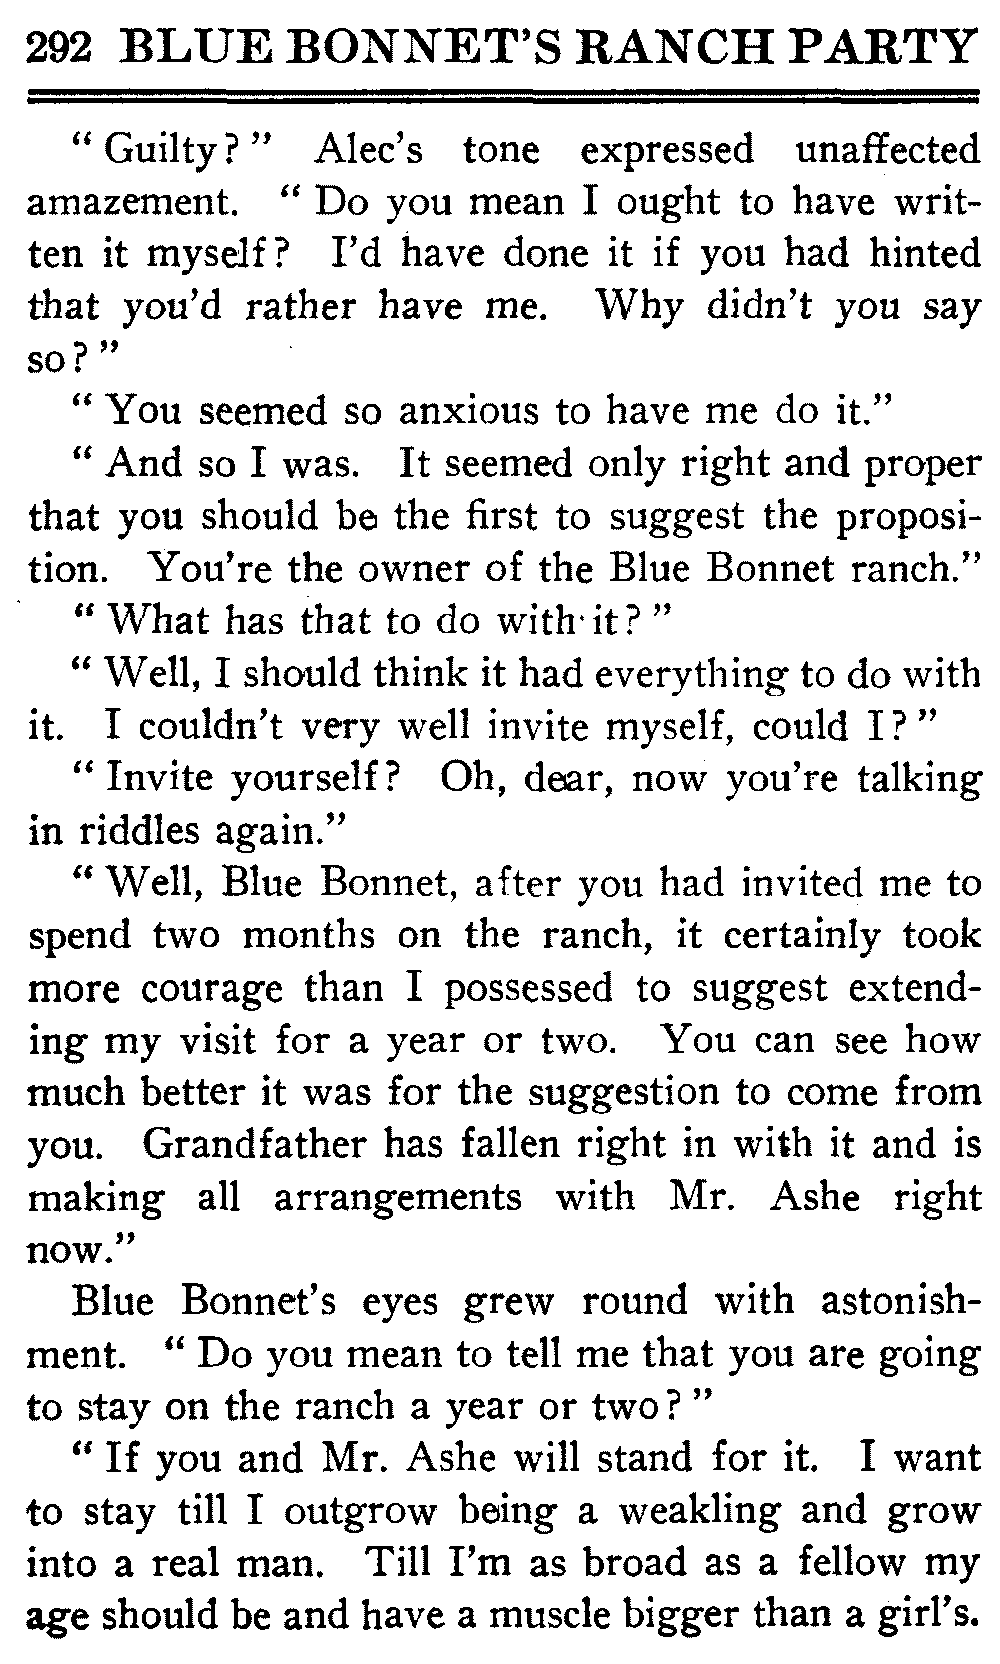 292 BLUE BONNET'S RANCH PARTY
" Guilty? " Alec's tone expressed unaffected
amazement. " Do you mean I ought to have writ-
ten it myself? I'd have done it if you had hinted
that you'd rather have me. Why didn't you say
so? "
" You seemed so anxious to have me do it."
" And so I was. It seemed only right and proper
that you should be the first to suggest the proposi-
tion. You're the owner of the Blue Bonnet ranch."
" What has that to do with it? "
" Well, I should think it had everything to do with
it. I couldn't very well invite myself, could I? "
" Invite yourself? Oh, dear, now you're talking
in riddles again."
" Well, Blue Bonnet, after you had invited me to
spend two months on the ranch, it certainly took
more courage than I possessed to suggest extend-
ing my visit for a year or two. You can see how
much better it was for the suggestion to come from
you. Grandfather has fallen right in with it and is
making all arrangements with Mr. Ashe right
now."
Blue Bonnet's eyes grew round with astonish-
ment. " Do you mean to tell me that you are going
to stay on the ranch a year or two? "
" If you and Mr. Ashe will stand for it. I want
to stay till I outgrow being a weakling and grow
into a real man. Till I'm as broad as a fellow my
age should be and have a muscle bigger than a girl's.